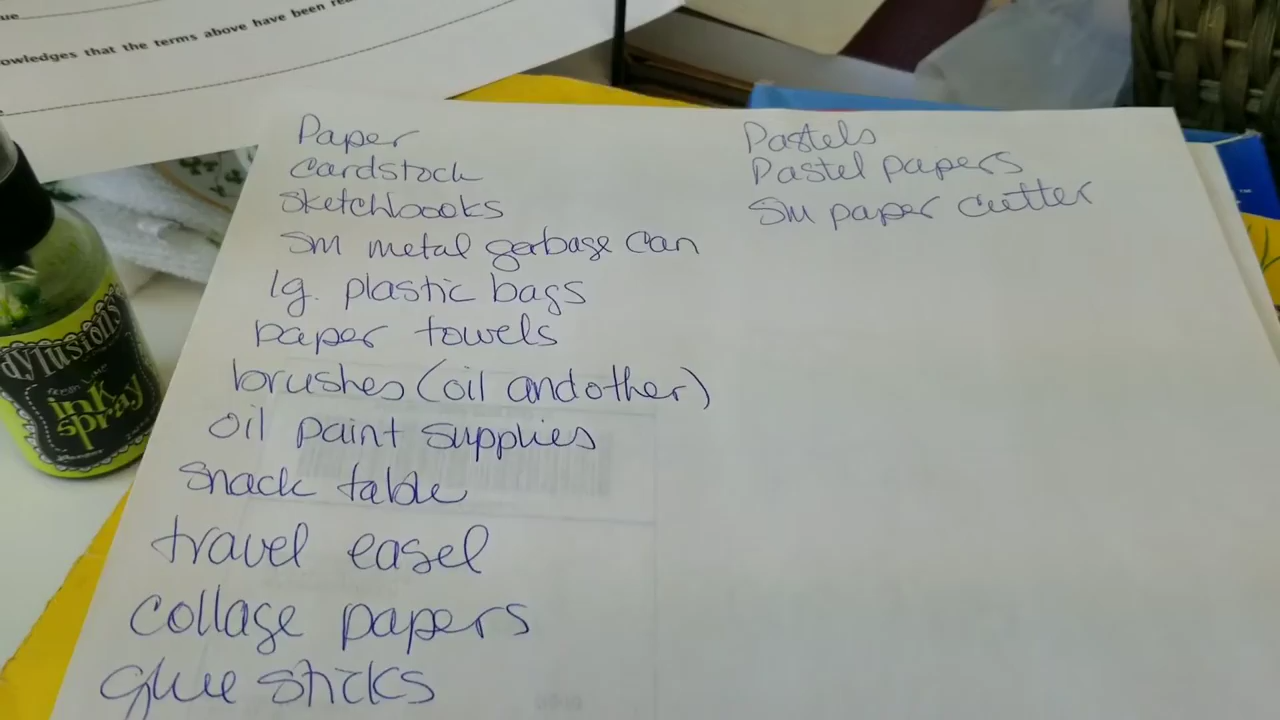 owledges that the terms above have been
Paper
Cardstock
Sketchbooks
Sm metal garbage can
lg. plastic bags
paper towels
brushes (oil and other)
oil paint supplies
snack table
travel easel
collage papers
glue sticks
Pastels
Pastel papers
Sm paper cutter
dylusions
ink
spray